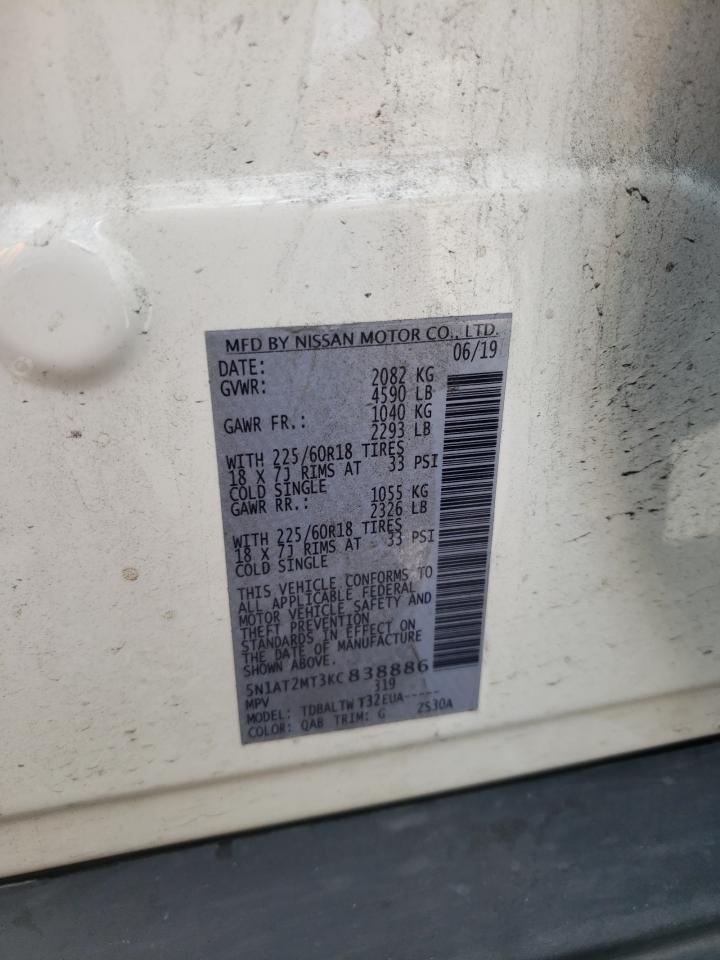 MFD BY NISSAN MOTOR CO., LTD.
DATE: 06/19
GVWR: 2082 KG
4590 LB
GAWR FR.: 1040 KG
2293 LB
WITH 225/60R18 TIRES
18 X 7J RIMS AT 33 PSI
COLD SINGLE
GAWR RR.: 1055 KG
2326 LB
WITH 225/60R18 TIRES
18 X 7J RIMS AT 33 PSI
COLD SINGLE
THIS VEHICLE CONFORMS TO
ALL APPLICABLE FEDERAL
MOTOR VEHICLE SAFETY AND
THEFT PREVENTION
STANDARDS IN EFFECT ON
THE DATE OF MANUFACTURE
SHOWN ABOVE.
5N1AT2MT3KC838886
MPV 319
MODEL: TDBALTW T32EUA-----
COLOR: QAB TRIM: G ZS30A